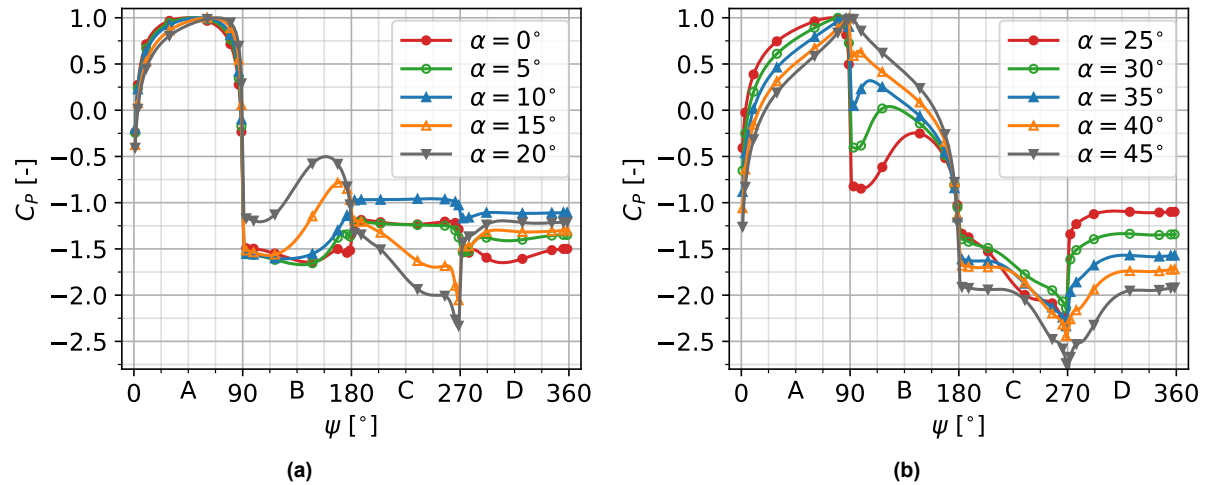 1.0
0.5
0.0
−0.5
−1.0
−1.5
−2.0
−2.5
C_P [-]
0 A 90 B 180 C 270 D 360
ψ [°]
α = 0°
α = 5°
α = 10°
α = 15°
α = 20°
(a)
1.0
0.5
0.0
−0.5
−1.0
−1.5
−2.0
−2.5
C_P [-]
0 A 90 B 180 C 270 D 360
ψ [°]
α = 25°
α = 30°
α = 35°
α = 40°
α = 45°
(b)